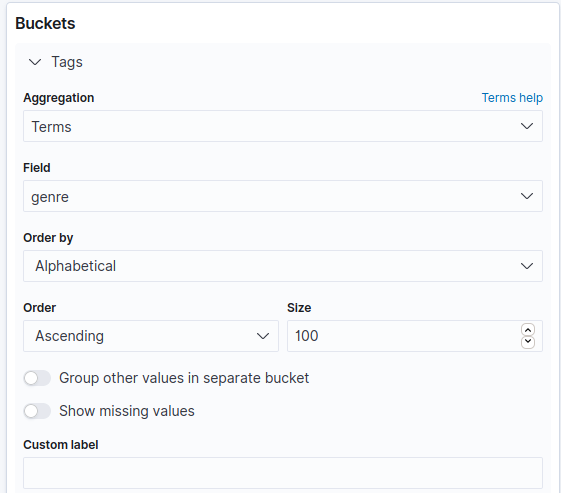 Buckets
Tags
Aggregation Terms help
Terms
Field
genre
Order by
Alphabetical
Order Size
Ascending 100
Group other values in separate bucket
Show missing values
Custom label